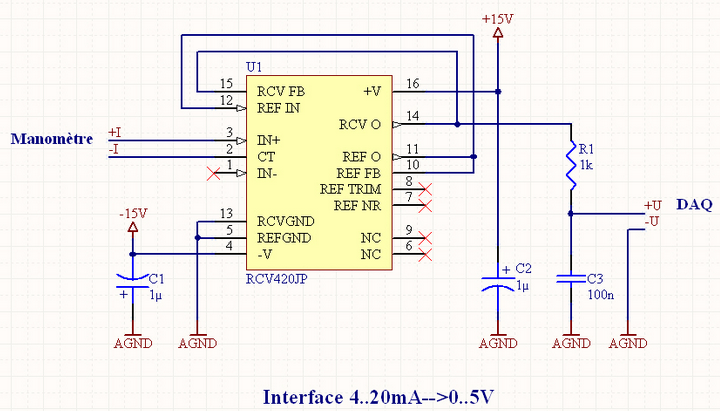 +15V
U1
15 RCV FB +V 16
12 REF IN
RCV O 14
Manomètre +I 3 IN+
-I 2 CT REF O 11
1 IN- REF FB 10
REF TRIM 8
REF NR 7
R1
1k
+U DAQ
-U
-15V
13 RCVGND
5 REFGND NC 9
4 -V NC 6
RCV420JP
C1
1µ
+
+ C2
1µ
C3
100n
AGND AGND AGND AGND AGND
Interface 4..20mA-->0..5V